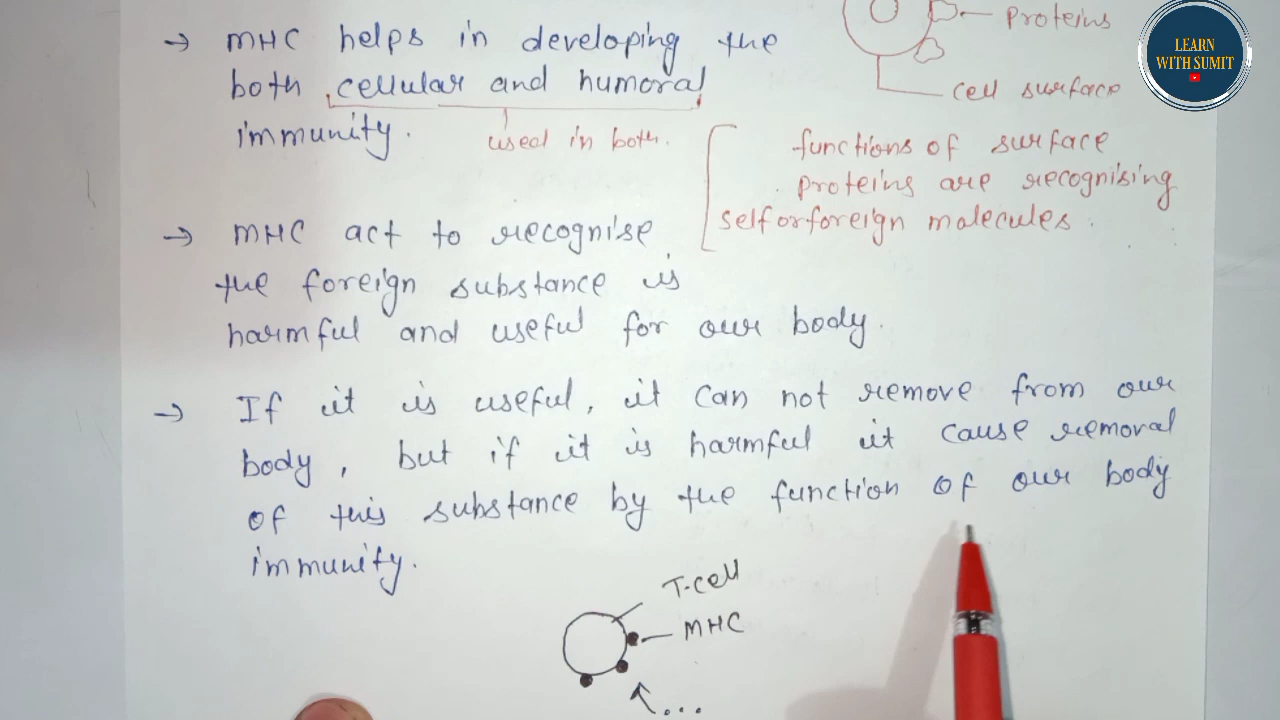 → MHC helps in developing the
both cellular and humoral
immunity.
used in both.
proteins
cell surface
functions of surface
proteins are recognising
self or foreign molecules.
→ MHC act to recognise
the foreign substance is
harmful and useful for our body.
→ If it is useful, it can not remove from our
body, but if it is harmful it cause removal
of this substance by the function of our body
immunity.
T-cell
MHC
LEARN
WITH SUMIT